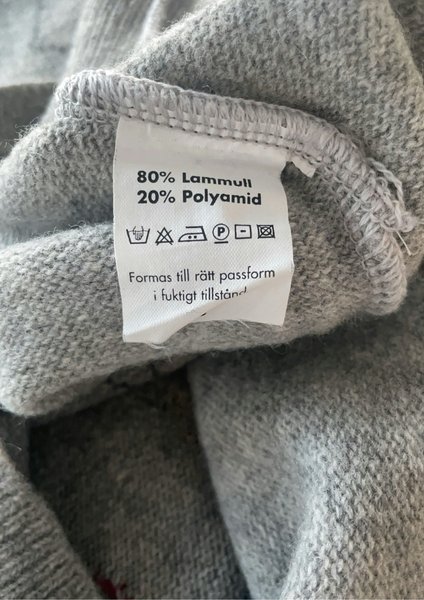 80% Lammull
20% Polyamid
P
Formas till rätt passform
i fuktigt tillstånd